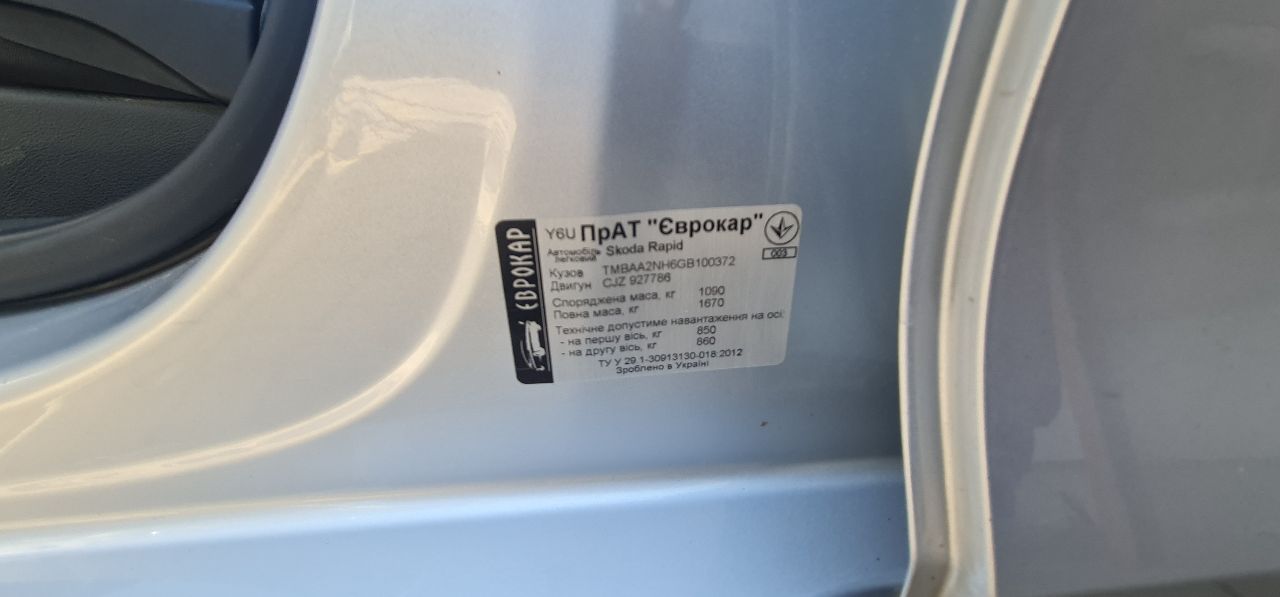 ЄВРОКАР
Y6U ПрАТ "Єврокар"
Автомобіль легковий Skoda Rapid
003
Кузов TMBAA2NH6GB100372
Двигун CJZ 927786
Споряджена маса, кг 1090
Повна маса, кг 1670
Технічне допустиме навантаження на осі:
- на першу вісь, кг 850
- на другу вісь, кг 860
ТУ У 29.1-30913130-018:2012
Зроблено в Україні